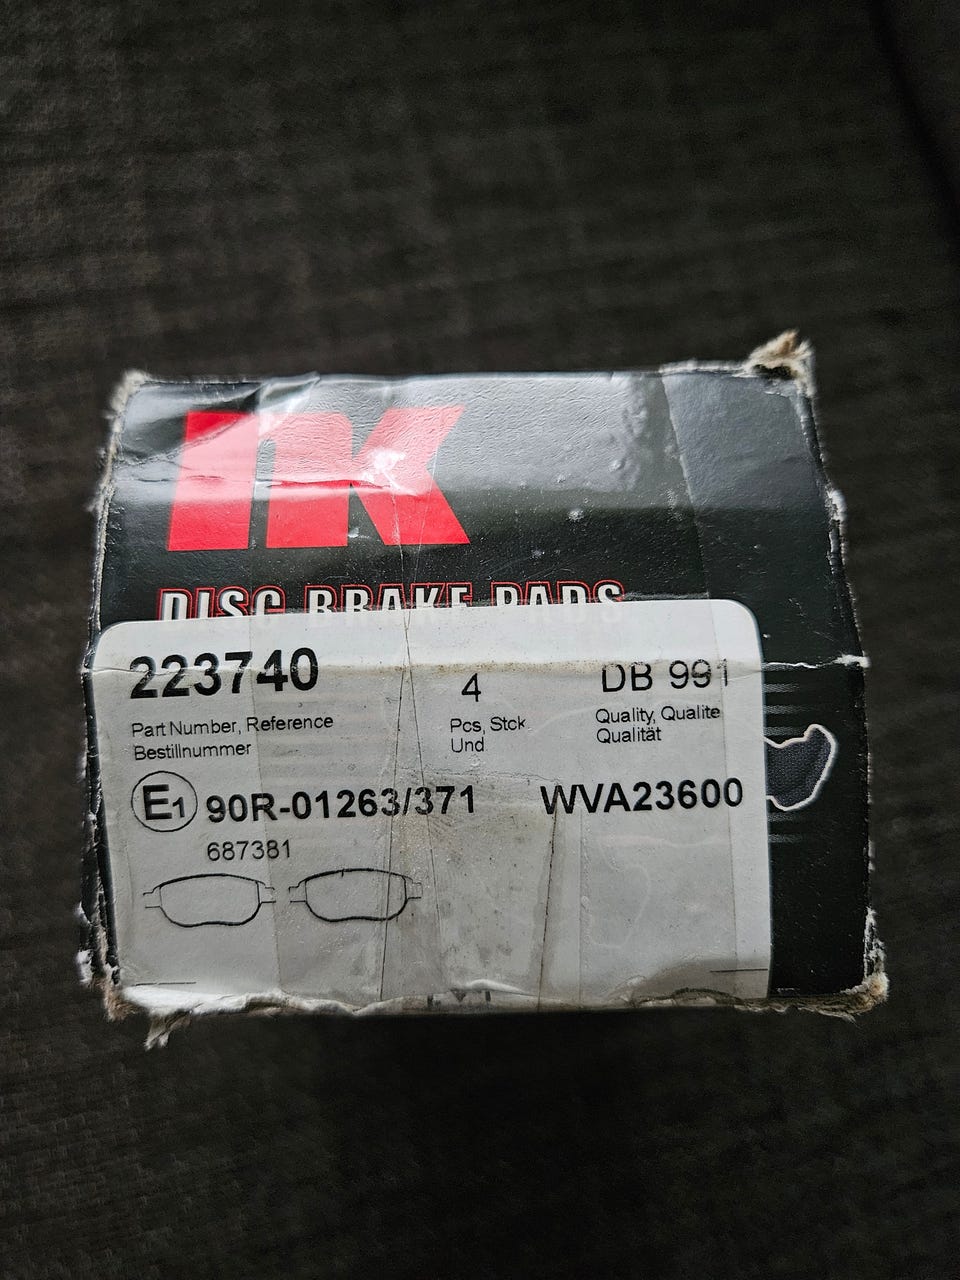 NK
DISC BRAKE PADS
223740 4 DB 991
Part Number, Reference Pcs, Stck Quality, Qualite
Bestillnummer Und Qualität
E1 90R-01263/371 WVA23600
687381